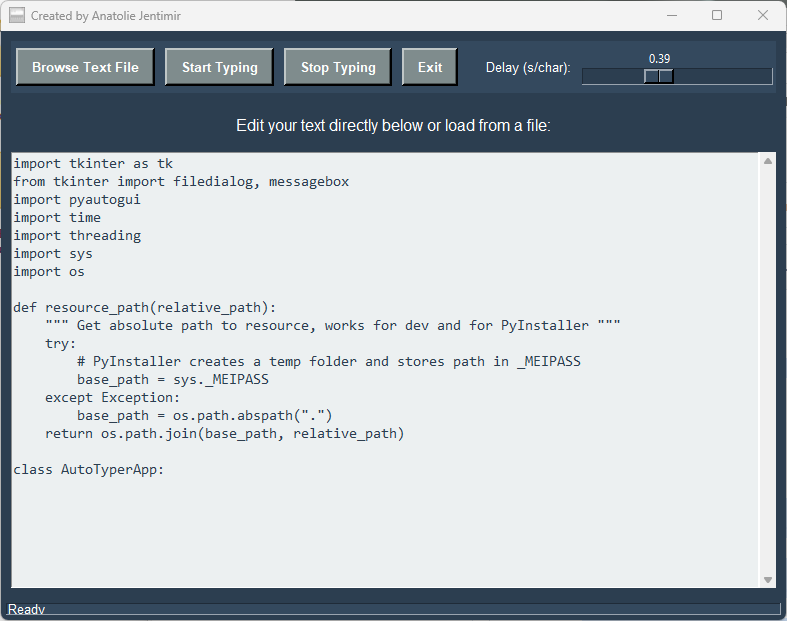 Created by Anatolie Jentimir
Browse Text File
Start Typing
Stop Typing
Exit
Delay (s/char):
0.39
Edit your text directly below or load from a file:
import tkinter as tk
from tkinter import filedialog, messagebox
import pyautogui
import time
import threading
import sys
import os

def resource_path(relative_path):
    """ Get absolute path to resource, works for dev and for PyInstaller """
    try:
        # PyInstaller creates a temp folder and stores path in _MEIPASS
        base_path = sys._MEIPASS
    except Exception:
        base_path = os.path.abspath(".")
    return os.path.join(base_path, relative_path)

class AutoTyperApp:
Ready